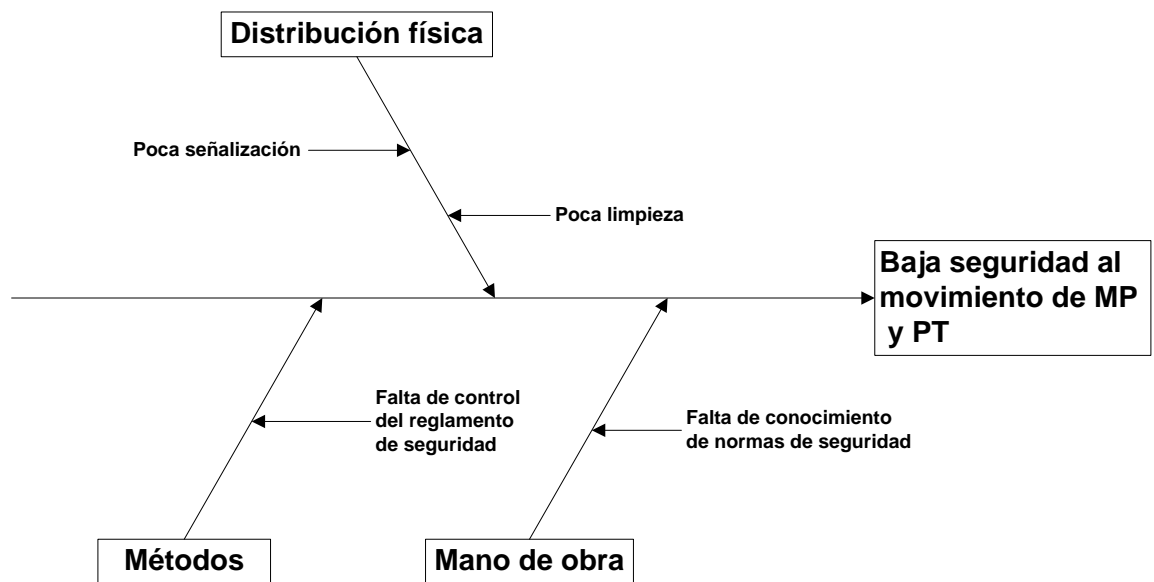 Distribución física
Poca señalización
Poca limpieza
Baja seguridad al
movimiento de MP
y PT
Falta de control
del reglamento
de seguridad
Falta de conocimiento
de normas de seguridad
Métodos
Mano de obra